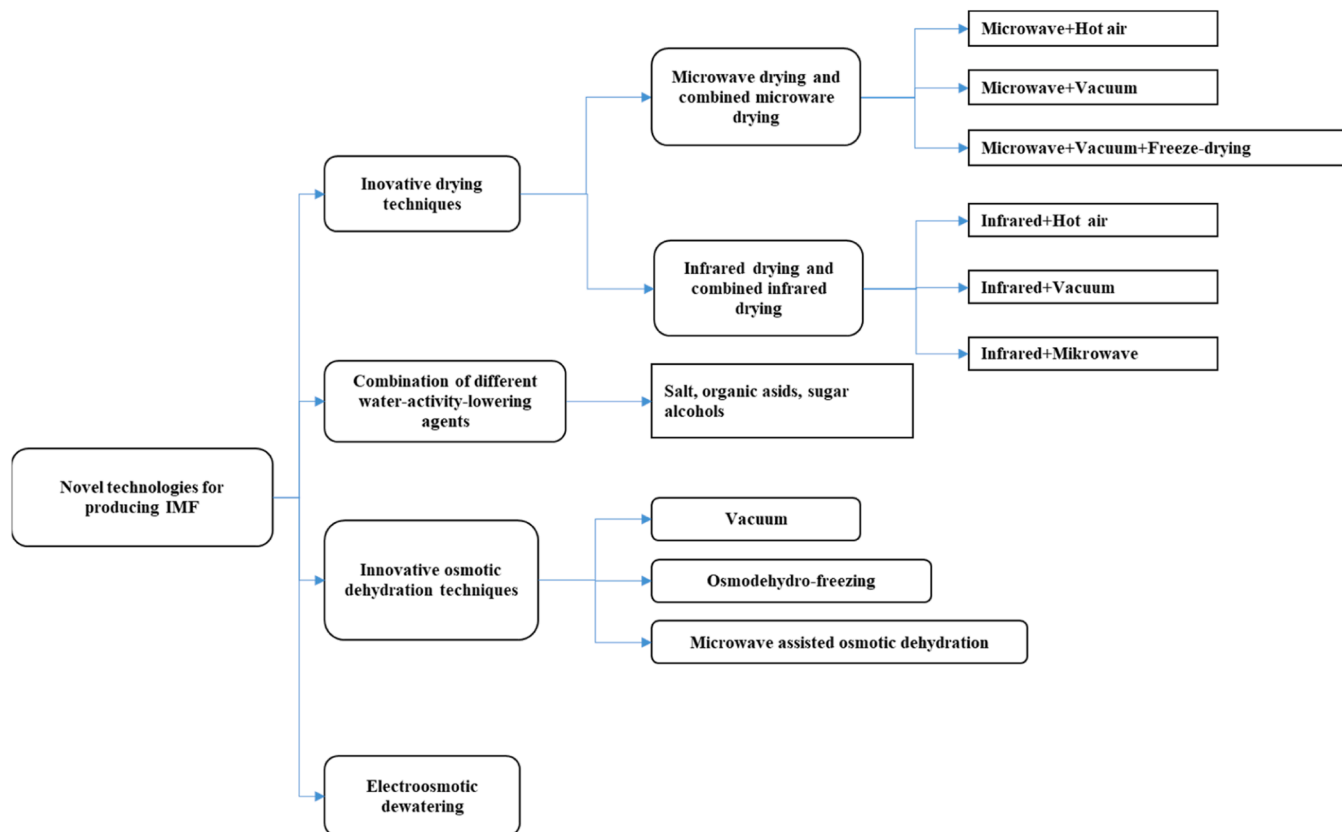 Novel technologies for
producing IMF
Inovative drying
techniques
Microwave drying and
combined microware
drying
Microwave+Hot air
Microwave+Vacuum
Microwave+Vacuum+Freeze-drying
Infrared drying and
combined infrared
drying
Infrared+Hot air
Infrared+Vacuum
Infrared+Mikrowave
Combination of different
water-activity-lowering
agents
Salt, organic asids, sugar
alcohols
Innovative osmotic
dehydration techniques
Vacuum
Osmodehydro-freezing
Microwave assisted osmotic dehydration
Electroosmotic
dewatering